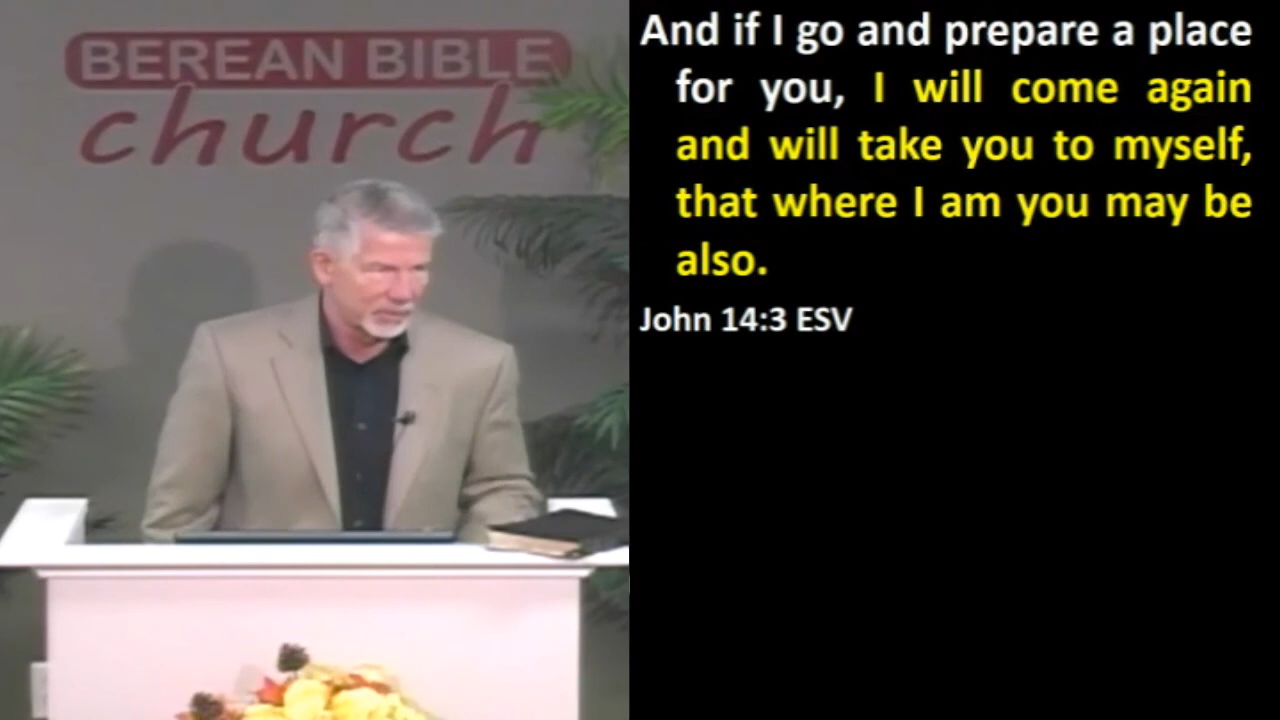 BEREAN BIBLE
church
And if I go and prepare a place
for you, I will come again
and will take you to myself,
that where I am you may be
also.
John 14:3 ESV